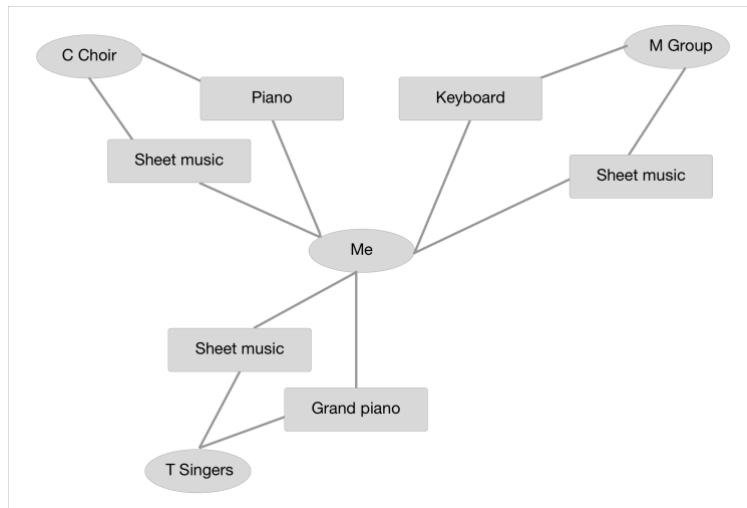 C Choir
M Group
Piano
Keyboard
Sheet music
Sheet music
Me
Sheet music
Grand piano
T Singers